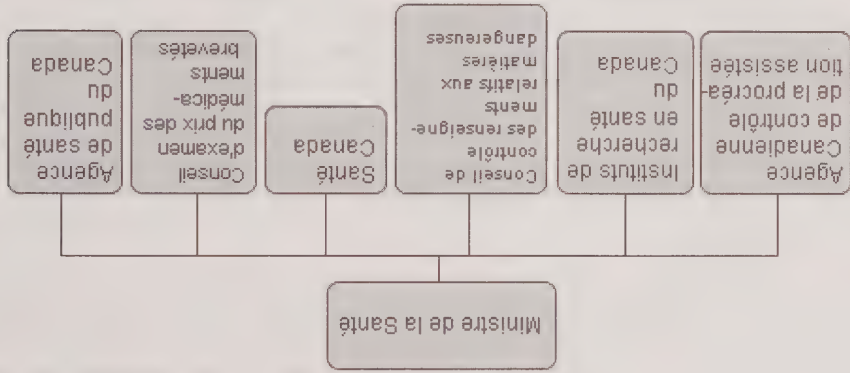 Ministre de la Santé
Agence
Canadienne
de contrôle
de la procréa-
tion assistée
Instituts de
recherche
en santé
du
Canada
Conseil de
contrôle
des renseigne-
ments
relatifs aux
matières
dangereuses
Santé
Canada
Conseil
d'examen
du prix des
médica-
ments
brevetés
Agence
de santé
publique
du
Canada